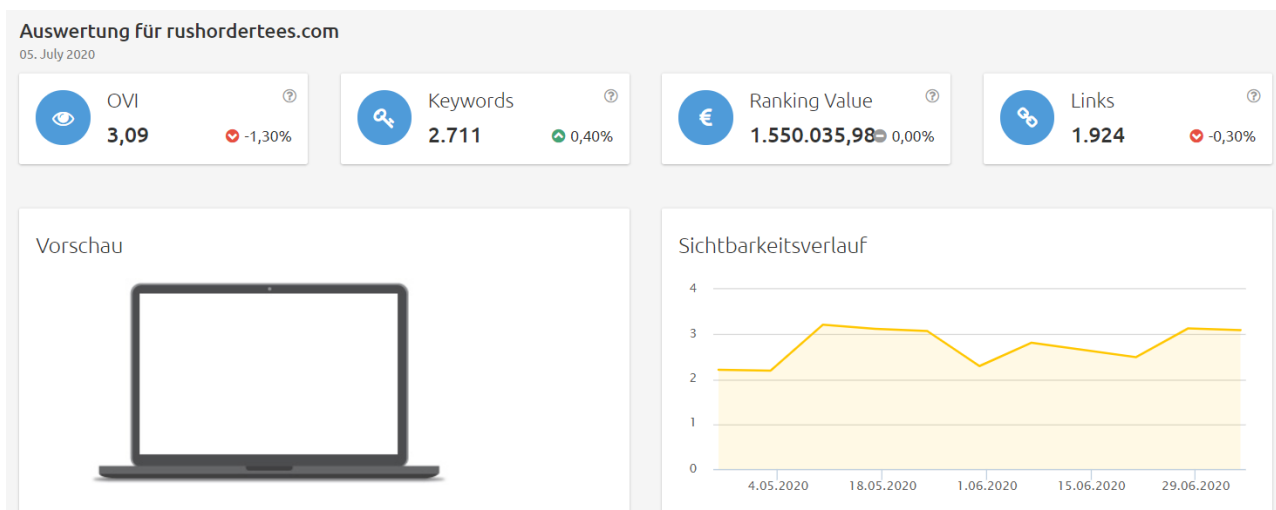 Auswertung für rushordertees.com
05. July 2020
OVI
3,09
-1,30%
Keywords
2.711
0,40%
Ranking Value
1.550.035,98
0,00%
Links
1.924
-0,30%
Vorschau
Sichtbarkeitsverlauf
4
3
2
1
0
4.05.2020 18.05.2020 1.06.2020 15.06.2020 29.06.2020